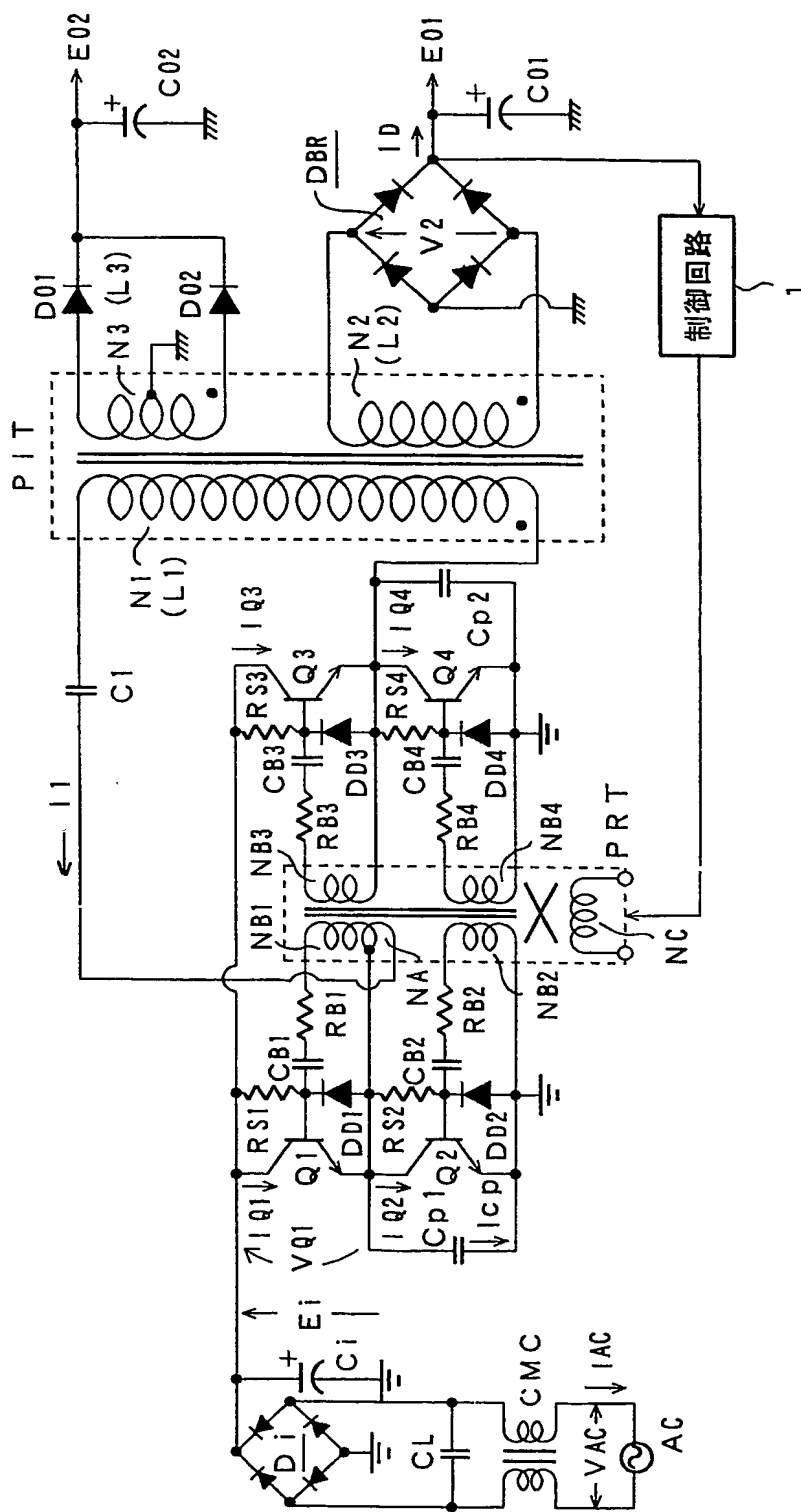 PIT
N1
(L1)
N3 (L3)
N2
(L2)
D01
D02
E02
C02
+
DBR
V2
ID
E01
C01
+
制御回路
1
C1
I1
IQ3
Q3
RS3
CB3
RB3
DD3
NB3
IQ4
Q4
RS4
CB4
RB4
DD4
NB4
Cp2
NB1
NA
NB2
PRT
NC
RB1
CB1
RS1
DD1
Q1
IQ1
VQ1
RB2
CB2
RS2
DD2
Q2
IQ2
Cp1
Icp
Ei
Ci
+
Di
CL
CMC
VAC
IAC
AC